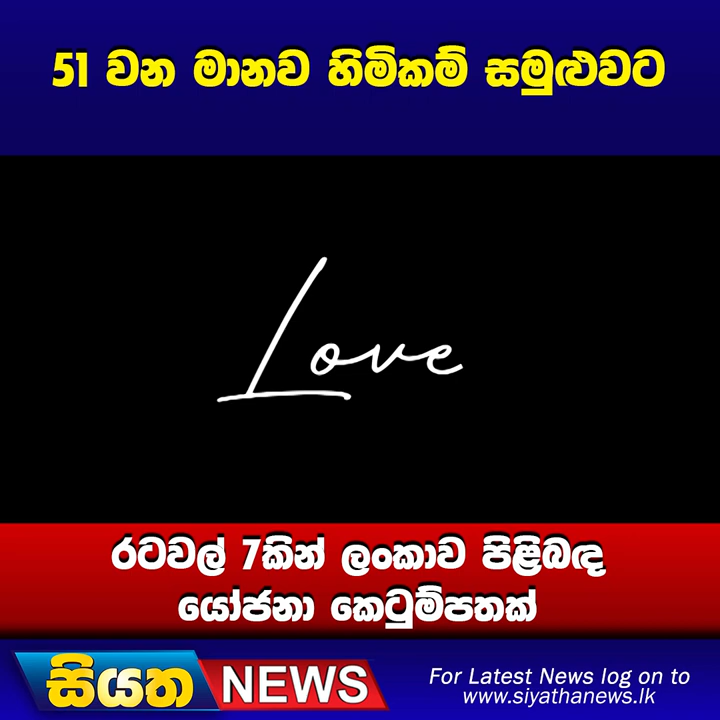 51 වන මානව හිමිකම් සමුළුවට
Love
රටවල් 7කින් ලංකාව පිළිබඳ
යෝජනා කෙටුම්පතක්
සියත NEWS
For Latest News log on to
www.siyathanews.lk